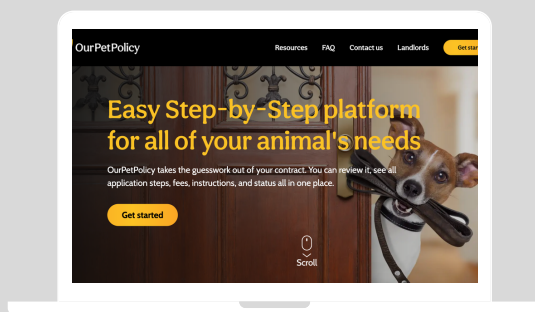 OurPetPolicy
Resources FAQ Contact us Landlords
Easy Step-by-Step platform
for all of your animal's needs
OurPetPolicy takes the guesswork out of your contract. You can review it, see all
application steps, fees, instructions, and status all in one place.
Get started
Scroll